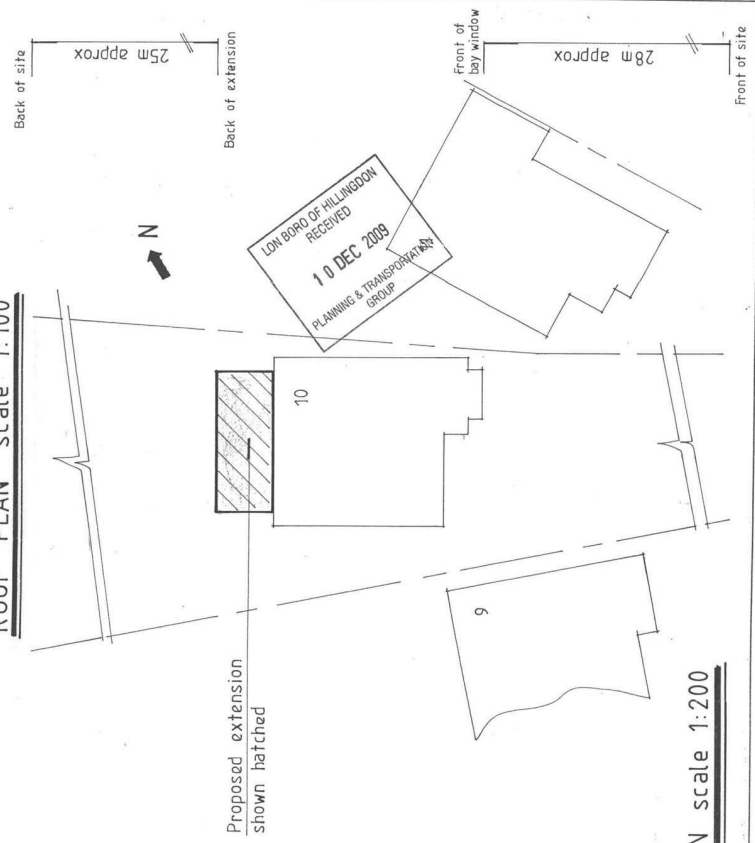 ROOF PLAN scale 1:100
Back of site
25m approx
Back of extension
N
LON BORO OF HILLINGDON
RECEIVED
10 DEC 2009
PLANNING & TRANSPORTATION
GROUP
11
10
Proposed extension
shown hatched
9
Front of
bay window
28m approx
Front of site
N scale 1:200